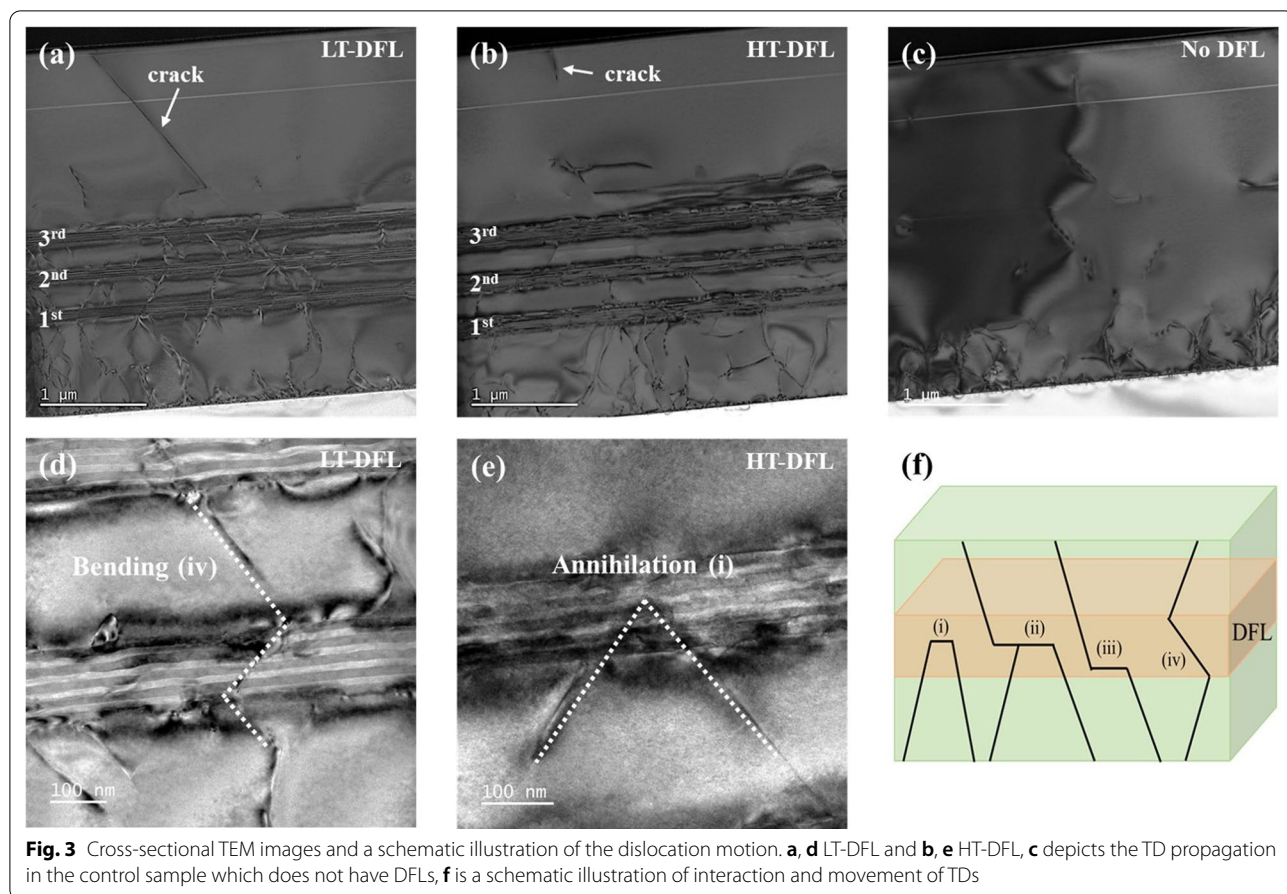 (a)
LT-DFL
crack
3rd
2nd
1st
1 µm
(b)
HT-DFL
crack
3rd
2nd
1st
1 µm
(c)
No DFL
1 µm
(d)
LT-DFL
Bending (iv)
100 nm
(e)
HT-DFL
Annihilation (i)
100 nm
(f)
(i)
(ii)
(iii)
(iv)
DFL
Fig. 3 Cross-sectional TEM images and a schematic illustration of the dislocation motion. a, d LT-DFL and b, e HT-DFL, c depicts the TD propagation
in the control sample which does not have DFLs, f is a schematic illustration of interaction and movement of TDs